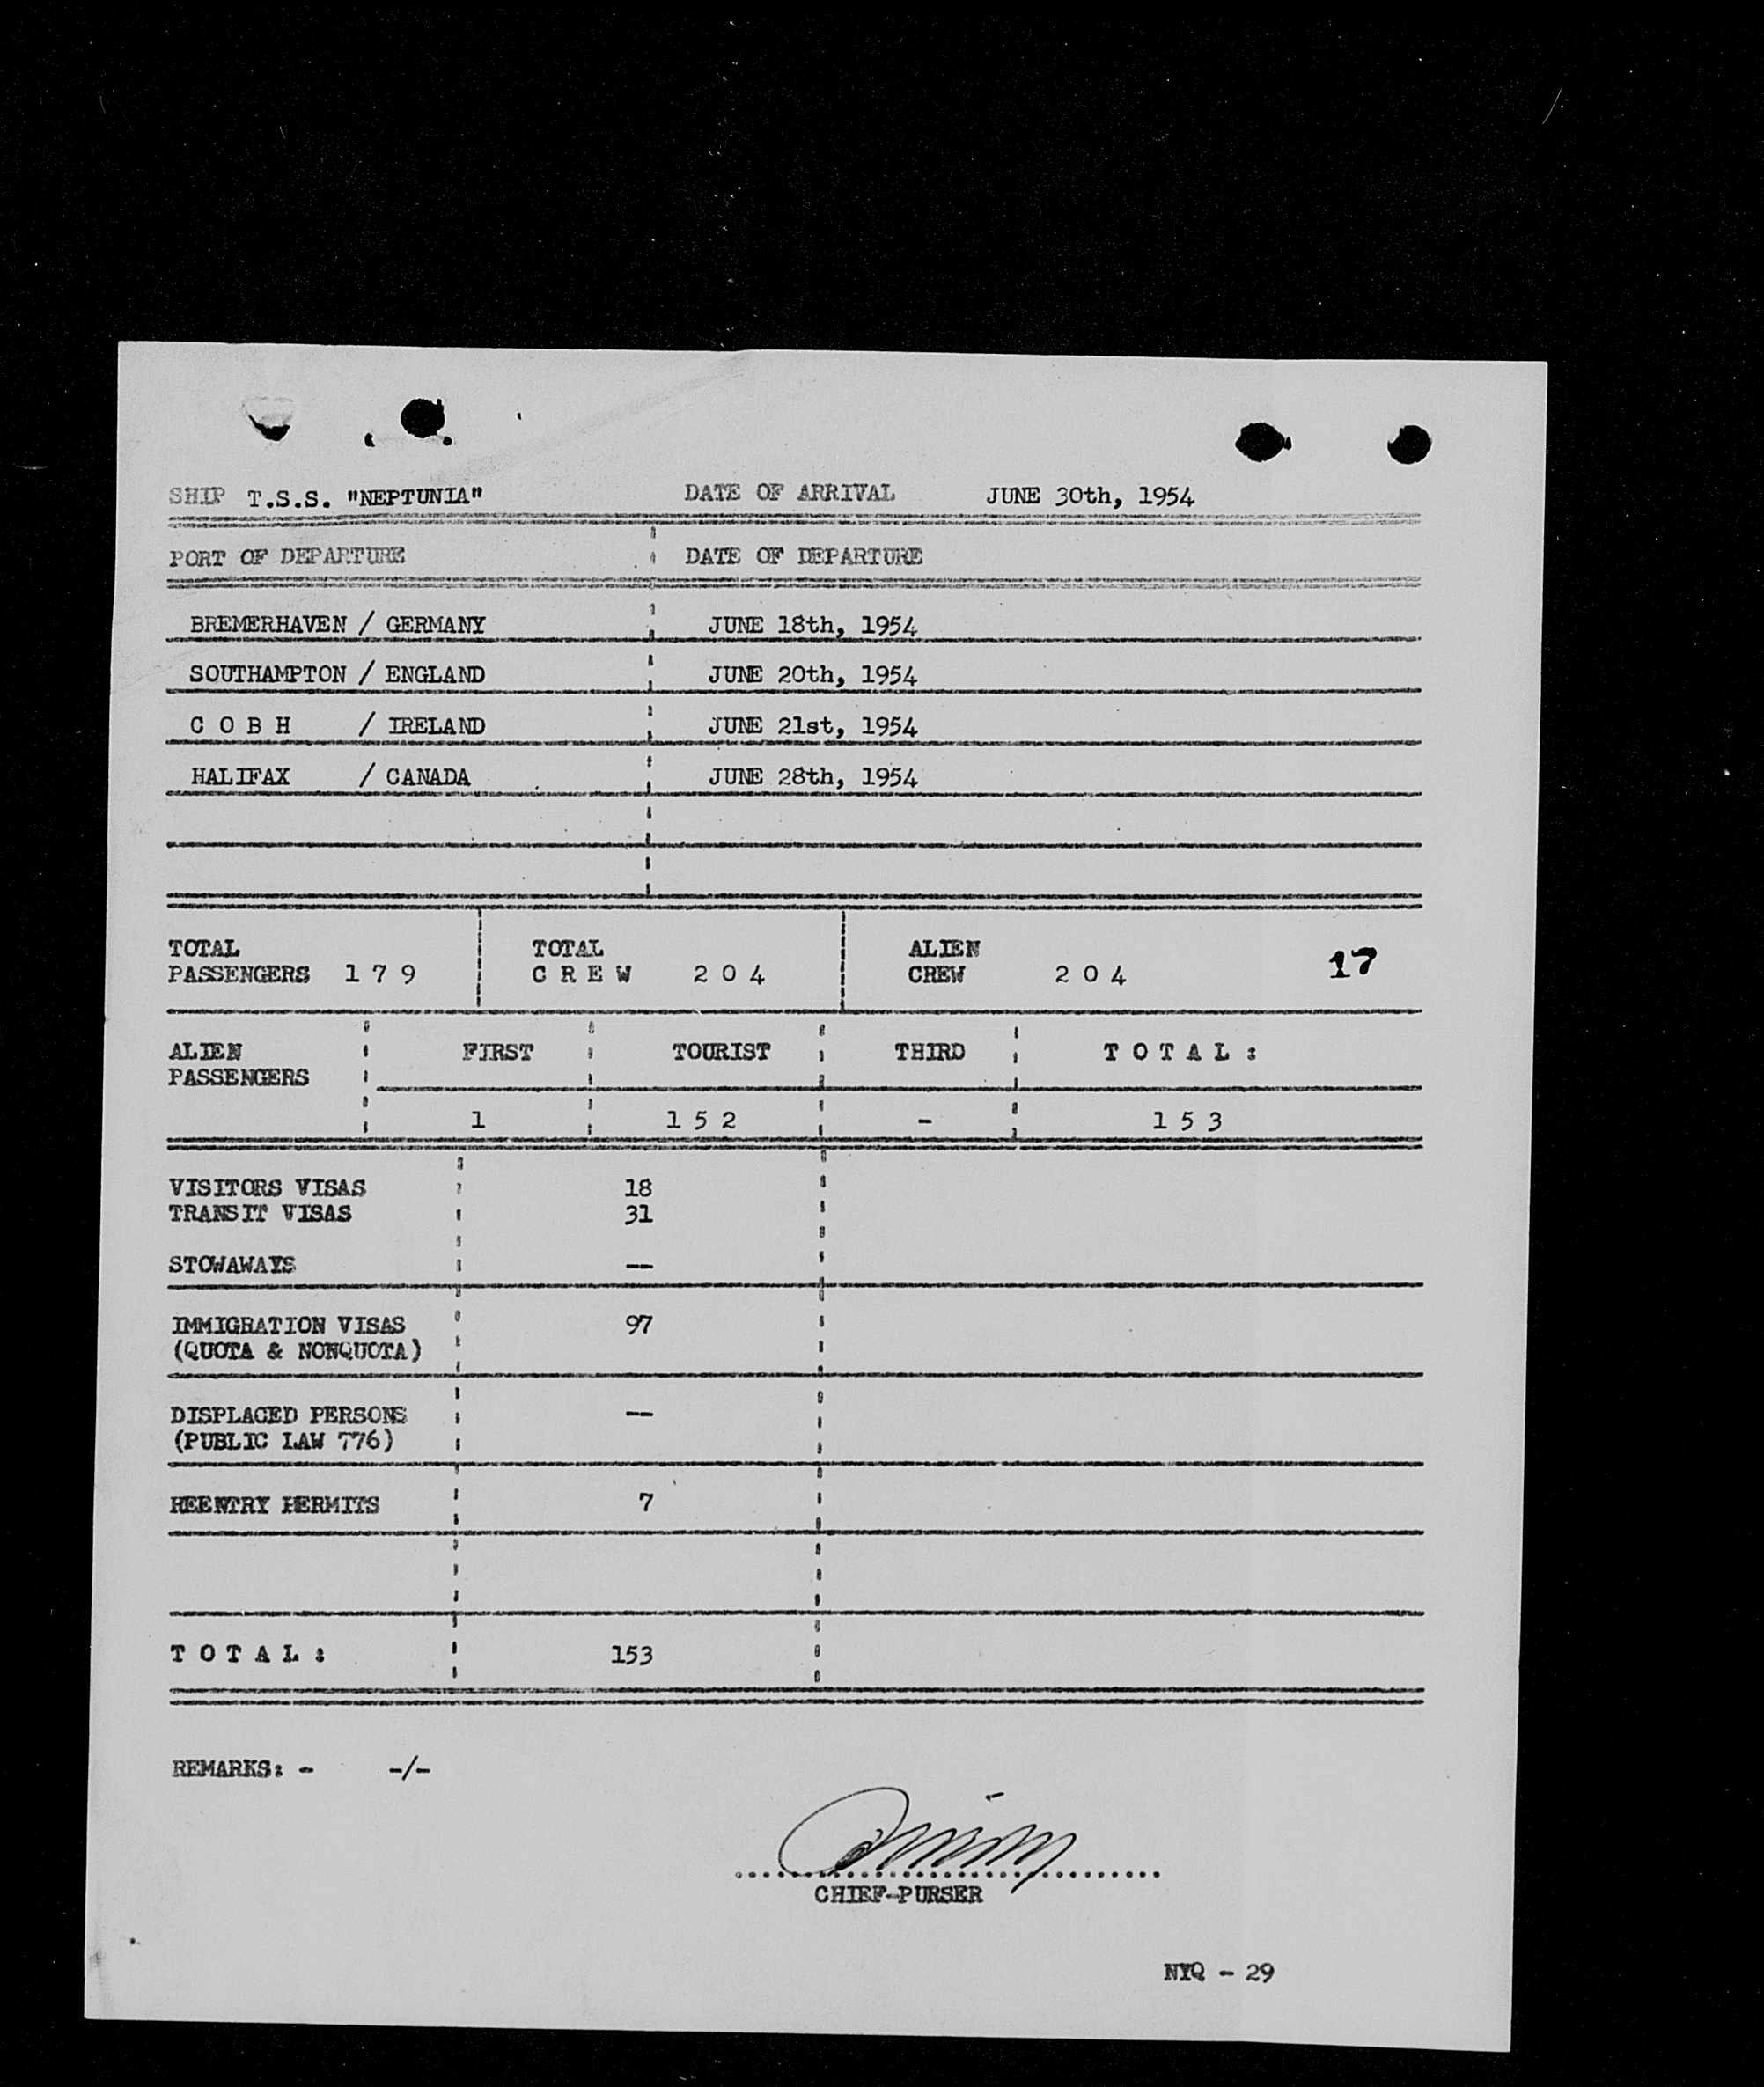 SHIP T.S.S. "NEPTUNIA" DATE OF ARRIVAL JUNE 30th, 1954
PORT OF DEPARTURE DATE OF DEPARTURE
BREMERHAVEN / GERMANY JUNE 18th, 1954
SOUTHAMPTON / ENGLAND JUNE 20th, 1954
C O B H / IRELAND JUNE 21st, 1954
HALIFAX / CANADA JUNE 28th, 1954
TOTAL TOTAL ALIEN
PASSENGERS 1 7 9 C R E W 2 0 4 CREW 2 0 4 17
ALIEN FIRST TOURIST THIRD T O T A L :
PASSENGERS
1 1 5 2 - 1 5 3
VISITORS VISAS 18
TRANSIT VISAS 31
STOWAWAYS --
IMMIGRATION VISAS 97
(QUOTA & NONQUOTA)
DISPLACED PERSONS --
(PUBLIC LAW 776)
REENTRY PERMITS 7
T O T A L : 153
REMARKS: - -/-
CHIEF-PURSER
NYQ - 29